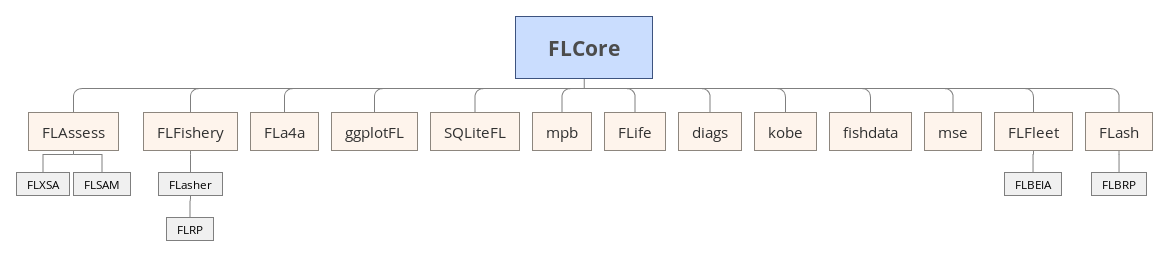 FLCore
FLAssess
FLFishery
FLa4a
ggplotFL
SQLiteFL
mpb
FLife
diags
kobe
fishdata
mse
FLFleet
FLash
FLXSA
FLSAM
FLasher
FLBEIA
FLBRP
FLRP